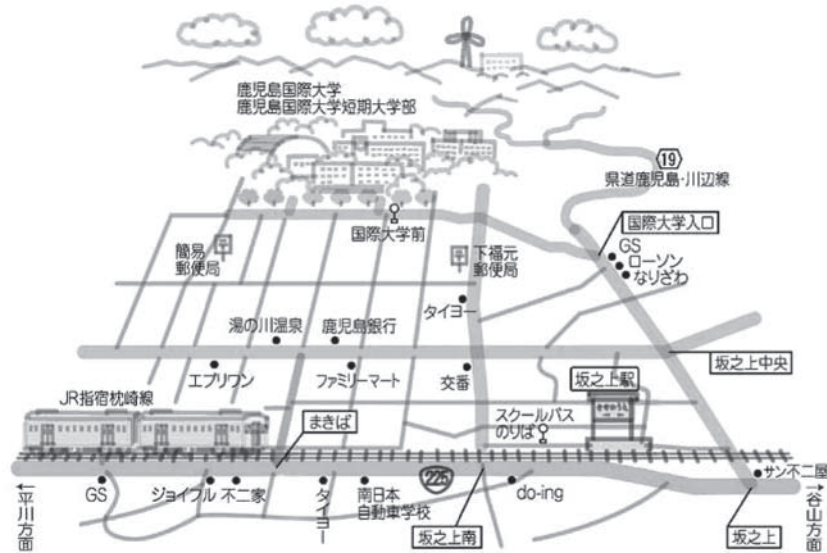 鹿児島国際大学
鹿児島国際大学短期大学部
19
県道鹿児島・川辺線
国際大学入口
国際大学前
簡易
郵便局
下福元
郵便局
GS
ローソン
なりざわ
タイヨー
湯の川温泉
鹿児島銀行
エブリワン
ファミリーマート
交番
坂之上駅
坂之上中央
JR指宿枕崎線
まきば
スクールバス
のりば
225
サン不二屋
GS
ジョイフル
不二家
タイヨー
南日本
自動車学校
坂之上南
do-ing
坂之上
平川方面
谷山方面